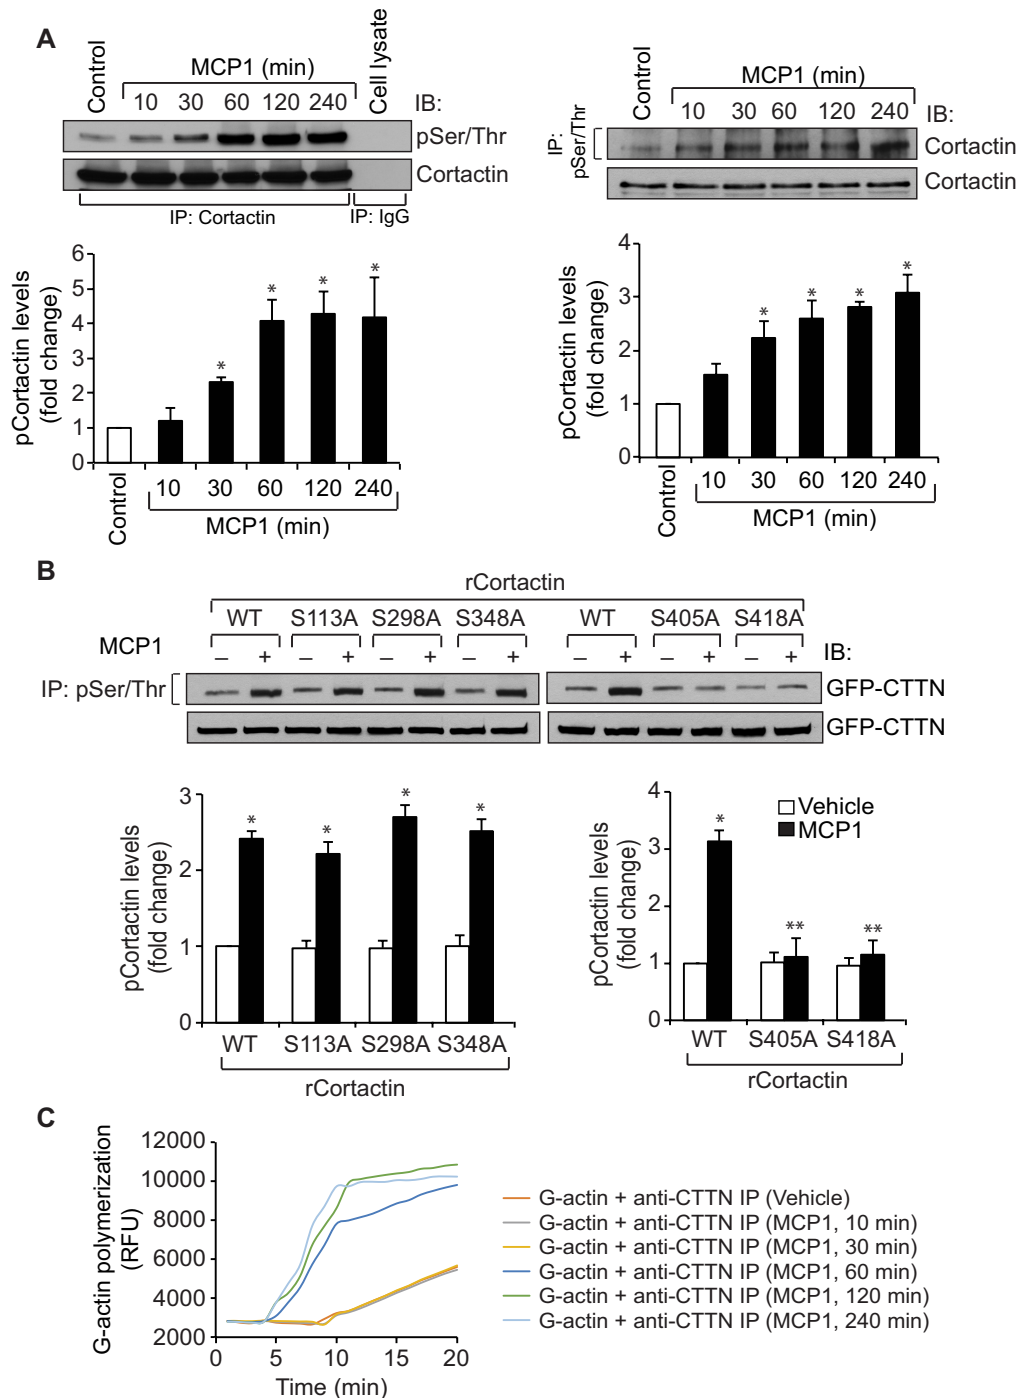 A
Control
MCP1 (min)
Cell lysate
10 30 60 120 240 IB:
pSer/Thr
Cortactin
IP: Cortactin IP: IgG
pCortactin levels
(fold change)
6
5
4
3
2
1
0
Control
10 30 60 120 240
MCP1 (min)
Control
MCP1 (min)
10 30 60 120 240 IB:
IP:
pSer/Thr
Cortactin
Cortactin
pCortactin levels
(fold change)
4
3
2
1
0
* * * *
* * * *
Control
10 30 60 120 240
MCP1 (min)
B
rCortactin
WT S113A S298A S348A WT S405A S418A
MCP1 – + – + – + – + – + – + – + IB:
IP: pSer/Thr GFP-CTTN
GFP-CTTN
pCortactin levels
(fold change)
3
2
1
0
* * * *
WT S113A S298A S348A
rCortactin
pCortactin levels
(fold change)
4
3
2
1
0
Vehicle
MCP1
* ** **
WT S405A S418A
rCortactin
C
G-actin polymerization
(RFU)
12000
10000
8000
6000
4000
2000
0 5 10 15 20
Time (min)
G-actin + anti-CTTN IP (Vehicle)
G-actin + anti-CTTN IP (MCP1, 10 min)
G-actin + anti-CTTN IP (MCP1, 30 min)
G-actin + anti-CTTN IP (MCP1, 60 min)
G-actin + anti-CTTN IP (MCP1, 120 min)
G-actin + anti-CTTN IP (MCP1, 240 min)